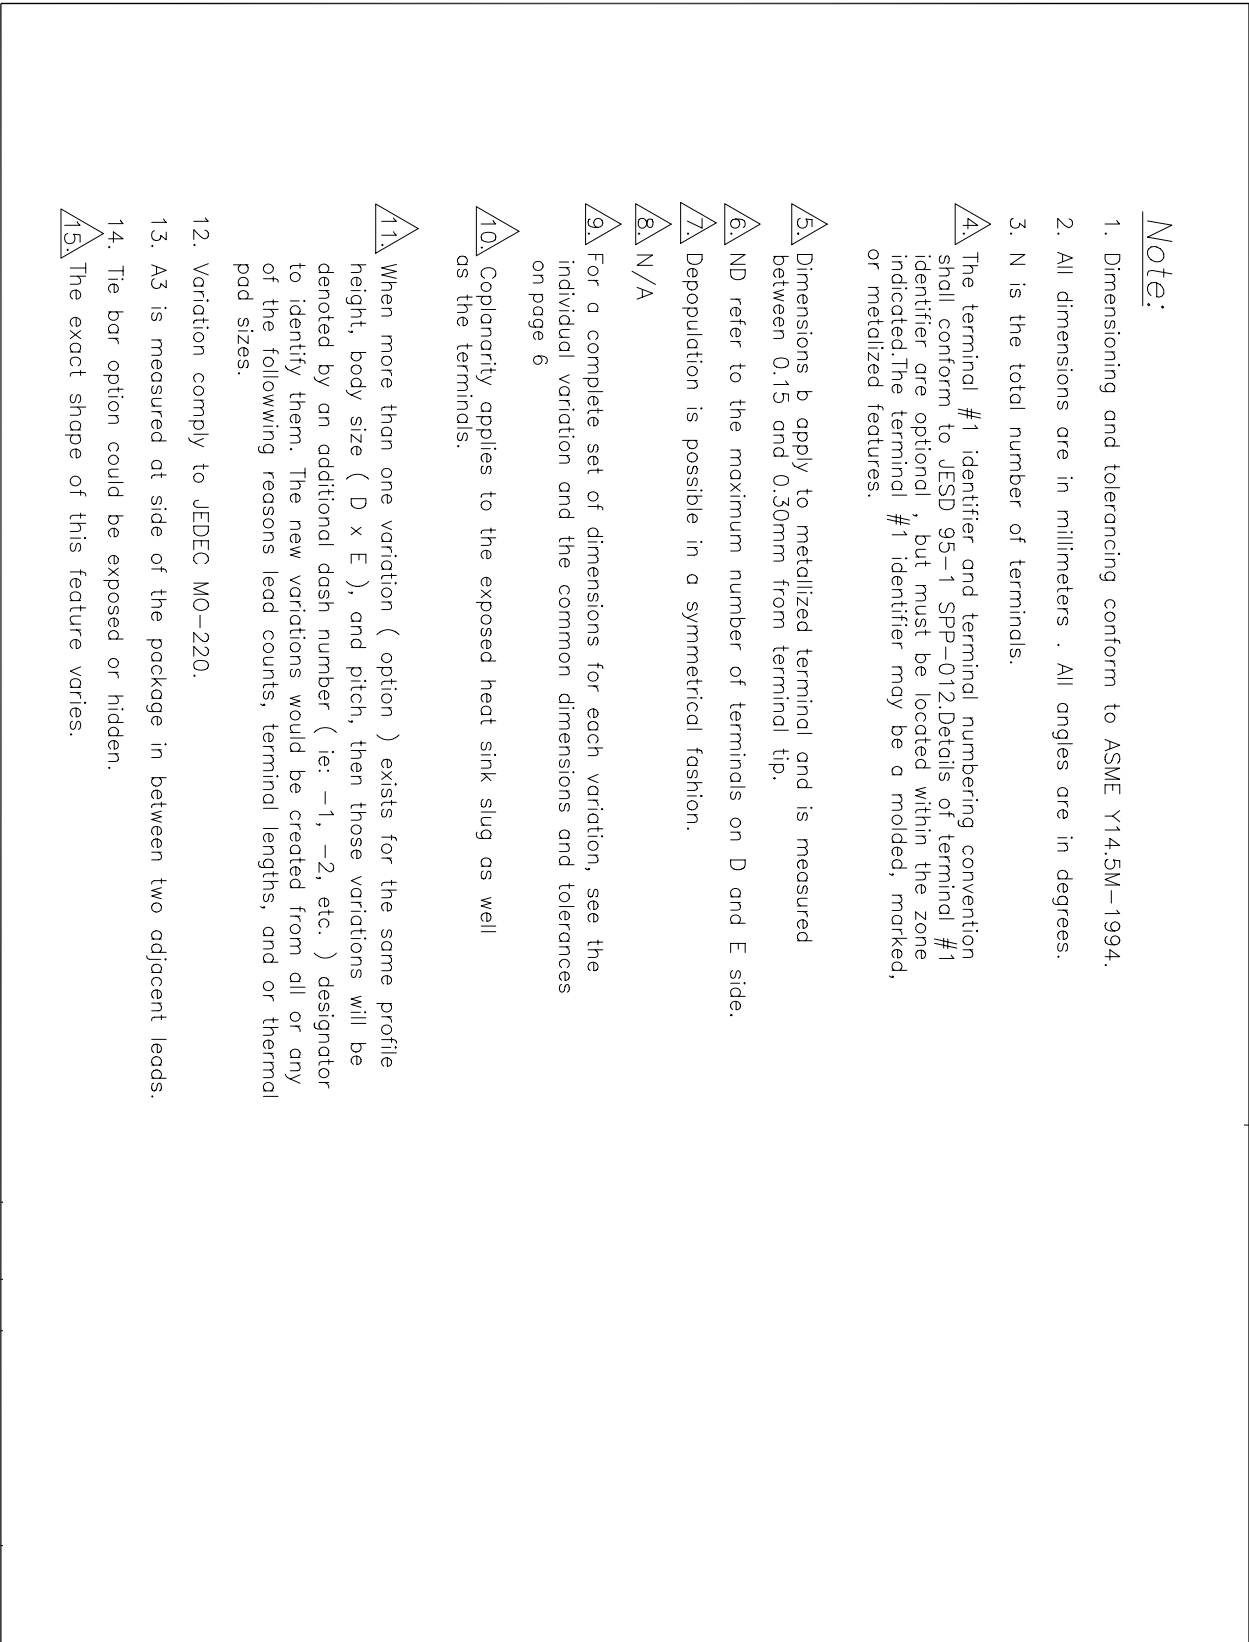 Note:
1. Dimensioning and tolerancing conform to ASME Y14.5M-1994.
2. All dimensions are in millimeters . All angles are in degrees.
3. N is the total number of terminals.
4. The terminal #1 identifier and terminal numbering convention
shall conform to JESD 95-1 SPP-012.Details of terminal #1
identifier are optional , but must be located within the zone
indicated.The terminal #1 identifier may be a molded, marked,
or metalized features.
5. Dimensions b apply to metallized terminal and is measured
between 0.15 and 0.30mm from terminal tip.
6. ND refer to the maximum number of terminals on D and E side.
7. Depopulation is possible in a symmetrical fashion.
8. N/A
9. For a complete set of dimensions for each variation, see the
individual variation and the common dimensions and tolerances
on page 6
10. Coplanarity applies to the exposed heat sink slug as well
as the terminals.
11. When more than one variation ( option ) exists for the same profile
height, body size ( D x E ), and pitch, then those variations will be
denoted by an additional dash number ( ie: -1, -2, etc. ) designator
to identify them. The new variations would be created from all or any
of the followwing reasons lead counts, terminal lengths, and or thermal
pad sizes.
12. Variation comply to JEDEC MO-220.
13. A3 is measured at side of the package in between two adjacent leads.
14. Tie bar option could be exposed or hidden.
15. The exact shape of this feature varies.